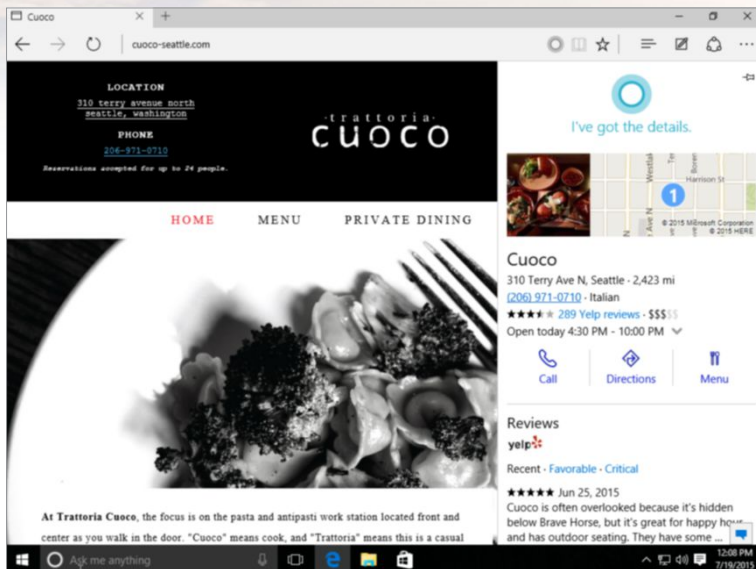 Cuoco
cuoco-seattle.com
LOCATION
310 terry avenue north
seattle, washington
PHONE
206-971-0710
Reservations accepted for up to 24 people.
·trattoria·
cuoco
HOME MENU PRIVATE DINING
At Trattoria Cuoco, the focus is on the pasta and antipasti work station located front and
center as you walk in the door. "Cuoco" means cook, and "Trattoria" means this is a casual
I've got the details.
Westlak
Ter
Boren
Harrison St
1
Ave N
N
© 2015 Microsoft Corporation
© 2015 HERE
Cuoco
310 Terry Ave N, Seattle · 2,423 mi
(206) 971-0710 · Italian
289 Yelp reviews · $$$$$
Open today 4:30 PM - 10:00 PM
Call Directions Menu
Reviews
yelp
Recent · Favorable · Critical
★★★★★ Jun 25, 2015
Cuoco is often overlooked because it's hidden
below Brave Horse, but it's great for happy hour
and has outdoor seating. They have some ...
Ask me anything
12:08 PM
7/19/201